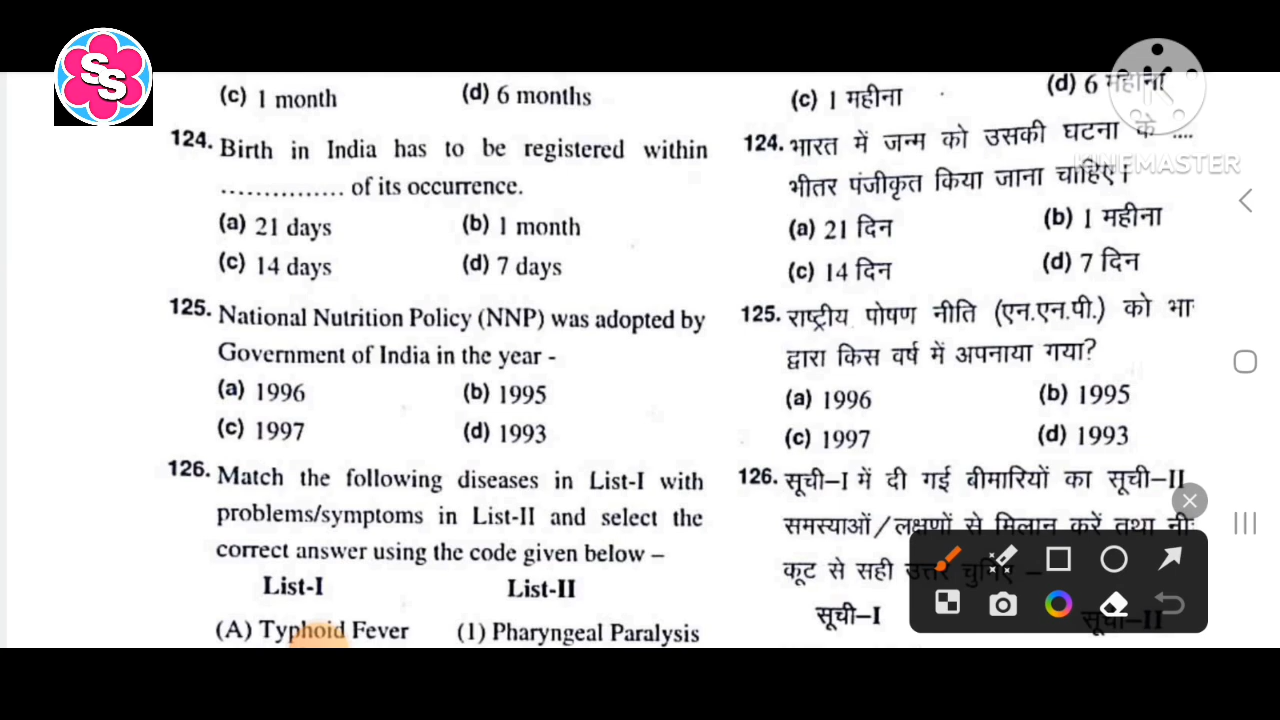 SS
KINEMASTER
(c) 1 month (d) 6 months
124. Birth in India has to be registered within
............... of its occurrence.
(a) 21 days (b) 1 month
(c) 14 days (d) 7 days
125. National Nutrition Policy (NNP) was adopted by
Government of India in the year -
(a) 1996 (b) 1995
(c) 1997 (d) 1993
126. Match the following diseases in List-I with
problems/symptoms in List-II and select the
correct answer using the code given below –
List-I List-II
(A) Typhoid Fever (1) Pharyngeal Paralysis
(c) 1 महीना (d) 6 महीना
124. भारत में जन्म को उसकी घटना के ....
भीतर पंजीकृत किया जाना चाहिए।
(a) 21 दिन (b) 1 महीना
(c) 14 दिन (d) 7 दिन
125. राष्ट्रीय पोषण नीति (एन.एन.पी.) को भा
द्वारा किस वर्ष में अपनाया गया?
(a) 1996 (b) 1995
(c) 1997 (d) 1993
126. सूची–I में दी गई बीमारियों का सूची–II
समस्याओं/लक्षणों से मिलान करें तथा नी
कूट से सही उत्तर चुनिए –
सूची–I सूची–II